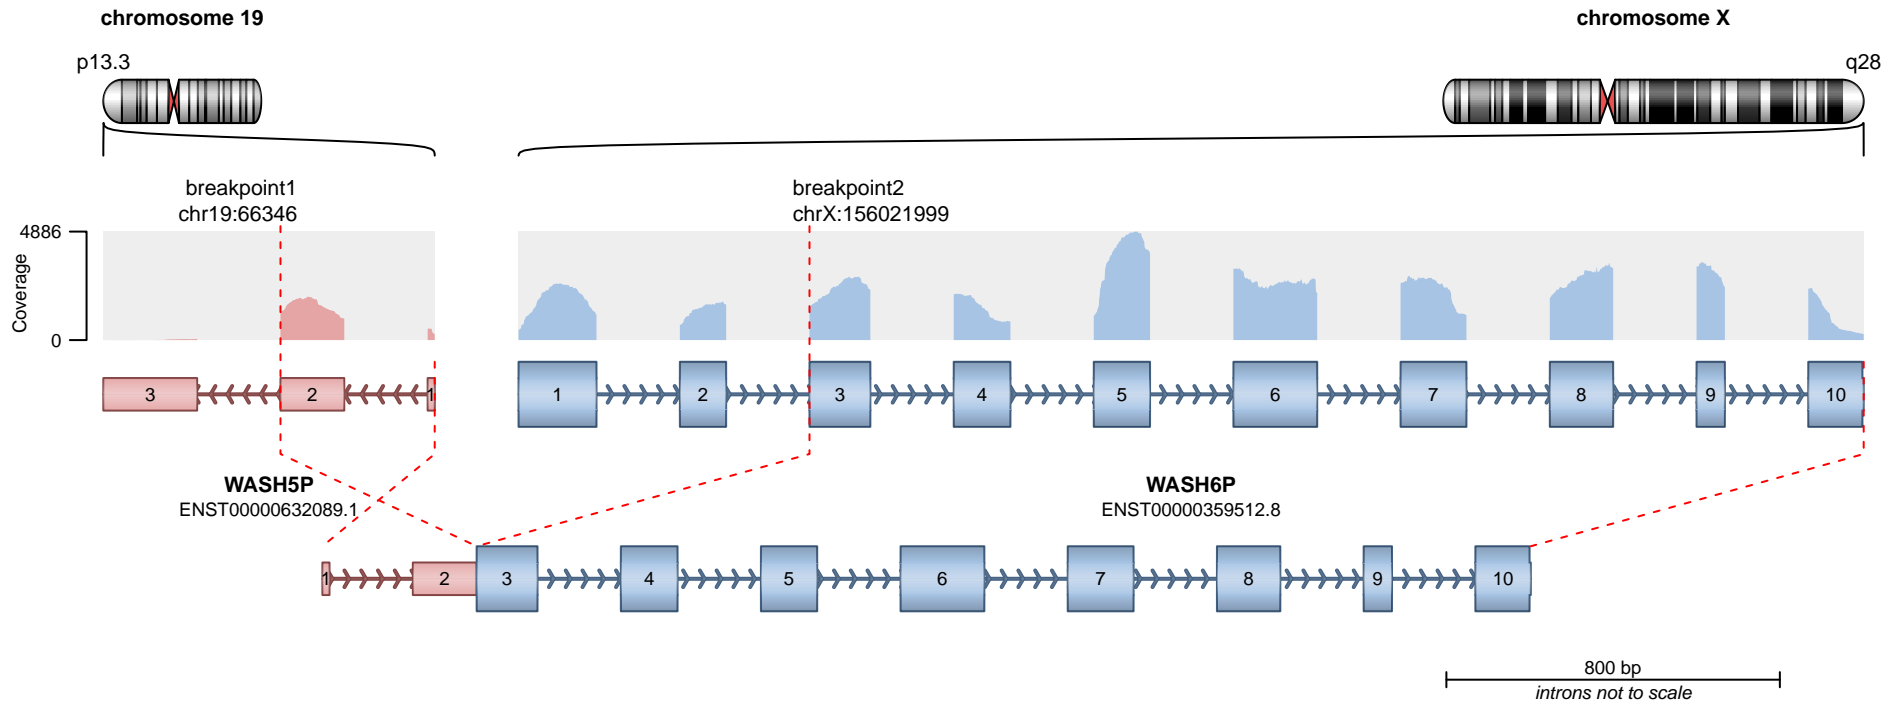 chromosome 19
chromosome X
p13.3
q28
breakpoint1
chr19:66346
breakpoint2
chrX:156021999
4886
Coverage
0
3 2 1
1 2 3 4 5 6 7 8 9 10
WASH5P
ENST00000632089.1
WASH6P
ENST00000359512.8
1 2 3 4 5 6 7 8 9 10
800 bp
introns not to scale